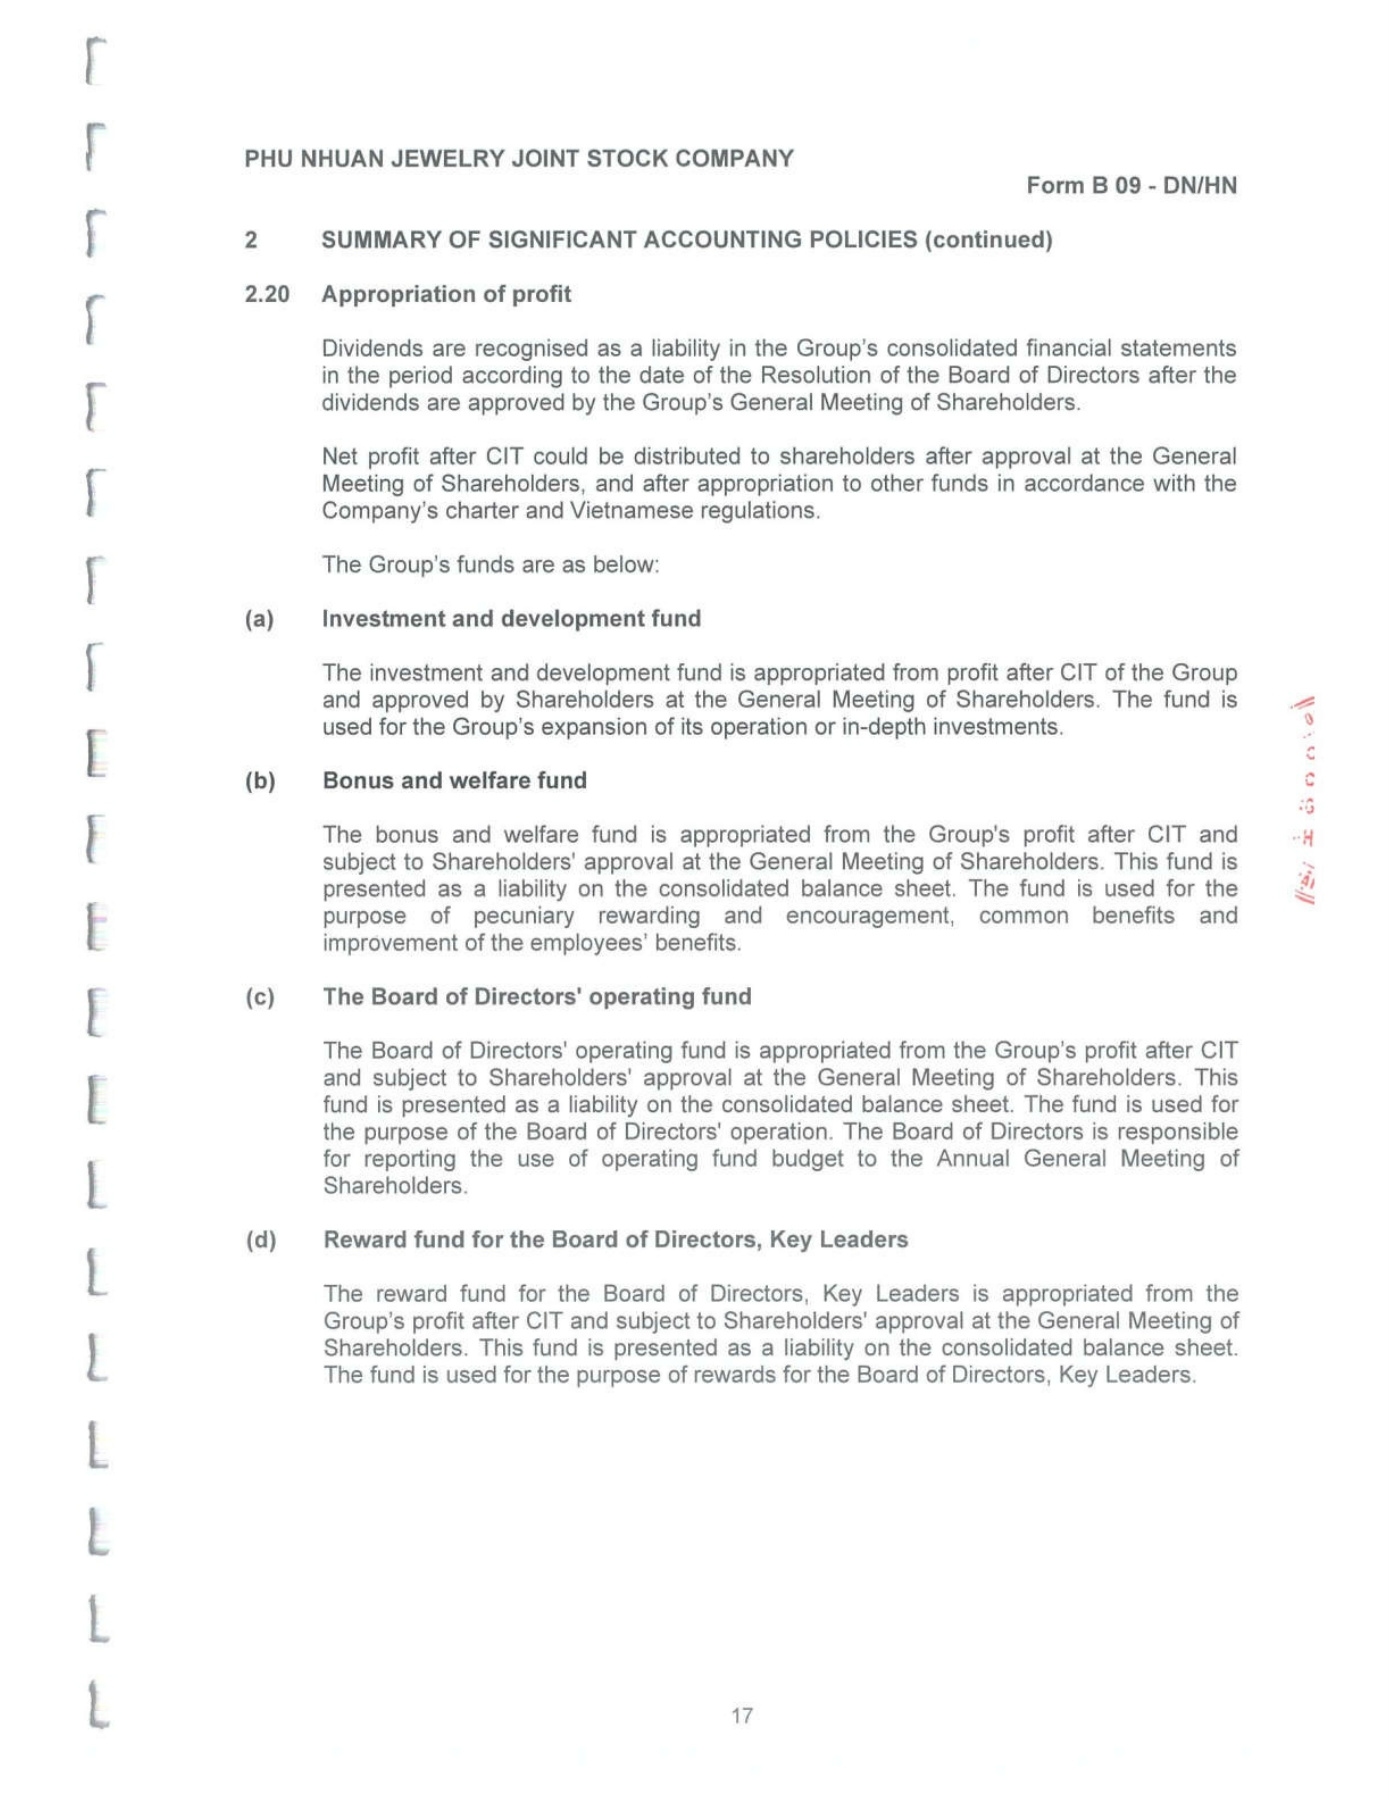 PHU NHUAN JEWELRY JOINT STOCK COMPANY
Form B 09 - DN/HN
2 SUMMARY OF SIGNIFICANT ACCOUNTING POLICIES (continued)
2.20 Appropriation of profit
Dividends are recognised as a liability in the Group's consolidated financial statements
in the period according to the date of the Resolution of the Board of Directors after the
dividends are approved by the Group's General Meeting of Shareholders.
Net profit after CIT could be distributed to shareholders after approval at the General
Meeting of Shareholders, and after appropriation to other funds in accordance with the
Company's charter and Vietnamese regulations.
The Group's funds are as below:
(a) Investment and development fund
The investment and development fund is appropriated from profit after CIT of the Group
and approved by Shareholders at the General Meeting of Shareholders. The fund is
used for the Group's expansion of its operation or in-depth investments.
(b) Bonus and welfare fund
The bonus and welfare fund is appropriated from the Group's profit after CIT and
subject to Shareholders' approval at the General Meeting of Shareholders. This fund is
presented as a liability on the consolidated balance sheet. The fund is used for the
purpose of pecuniary rewarding and encouragement, common benefits and
improvement of the employees' benefits.
(c) The Board of Directors' operating fund
The Board of Directors' operating fund is appropriated from the Group's profit after CIT
and subject to Shareholders' approval at the General Meeting of Shareholders. This
fund is presented as a liability on the consolidated balance sheet. The fund is used for
the purpose of the Board of Directors' operation. The Board of Directors is responsible
for reporting the use of operating fund budget to the Annual General Meeting of
Shareholders.
(d) Reward fund for the Board of Directors, Key Leaders
The reward fund for the Board of Directors, Key Leaders is appropriated from the
Group's profit after CIT and subject to Shareholders' approval at the General Meeting of
Shareholders. This fund is presented as a liability on the consolidated balance sheet.
The fund is used for the purpose of rewards for the Board of Directors, Key Leaders.
17